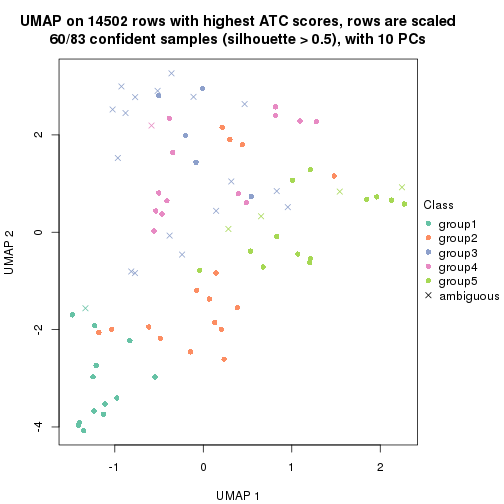 UMAP on 14502 rows with highest ATC scores, rows are scaled
60/83 confident samples (silhouette > 0.5), with 10 PCs
UMAP 2
2
0
-2
-4
-1
0
1
2
UMAP 1
Class
group1
group2
group3
group4
group5
ambiguous